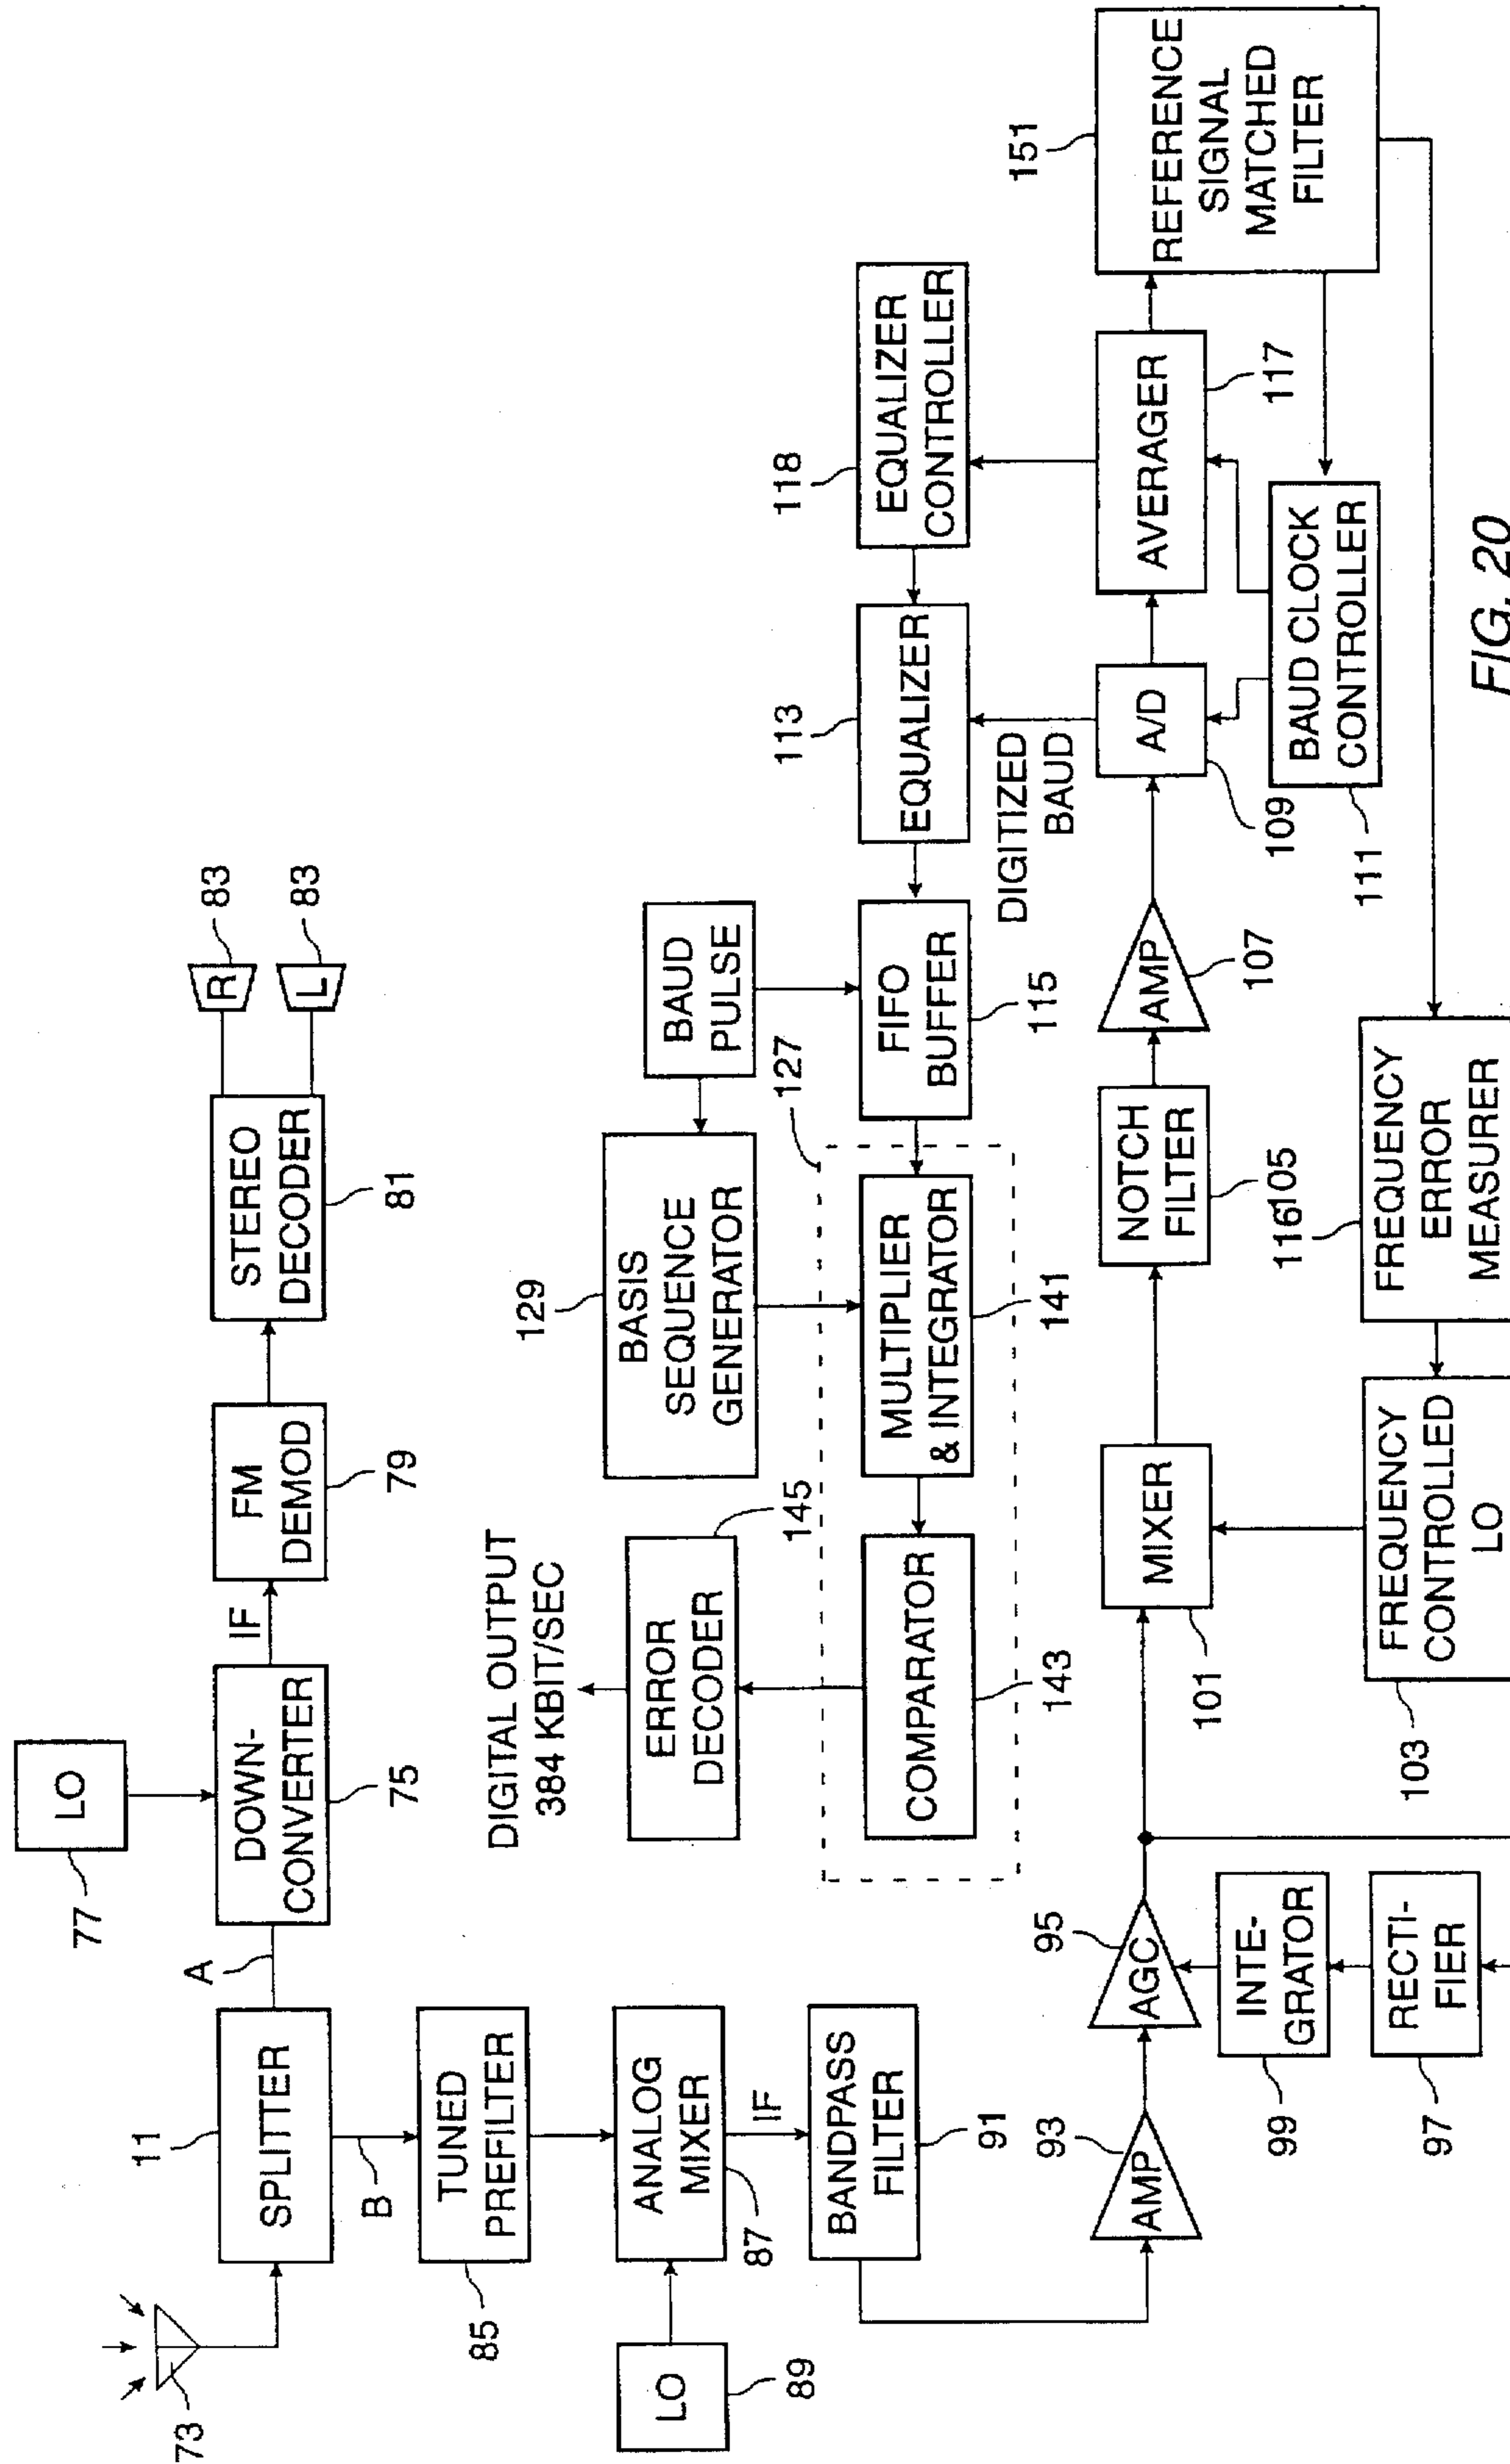 73
11
SPLITTER
A
B
77
LO
DOWN-
CONVERTER
75
IF
FM
DEMOD
79
STEREO
DECODER
81
R
83
L
83
TUNED
PREFILTER
85
ANALOG
MIXER
87
LO
89
IF
BANDPASS
FILTER
91
DIGITAL OUTPUT
384 KBIT/SEC
ERROR
DECODER
145
129
BASIS
SEQUENCE
GENERATOR
BAUD
PULSE
127
COMPARATOR
143
MULTIPLIER
& INTEGRATOR
141
FIFO
BUFFER
115
113
EQUALIZER
118
EQUALIZER
CONTROLLER
DIGITIZED
BAUD
93
AMP
95
AGC
INTE-
GRATOR
99
RECTI-
FIER
97
MIXER
101
FREQUENCY
CONTROLLED
LO
103
NOTCH
FILTER
105
AMP
107
A/D
109
AVERAGER
117
151
REFERENCE
SIGNAL
MATCHED
FILTER
BAUD CLOCK
CONTROLLER
111
116
FREQUENCY
ERROR
MEASURER
FIG. 20